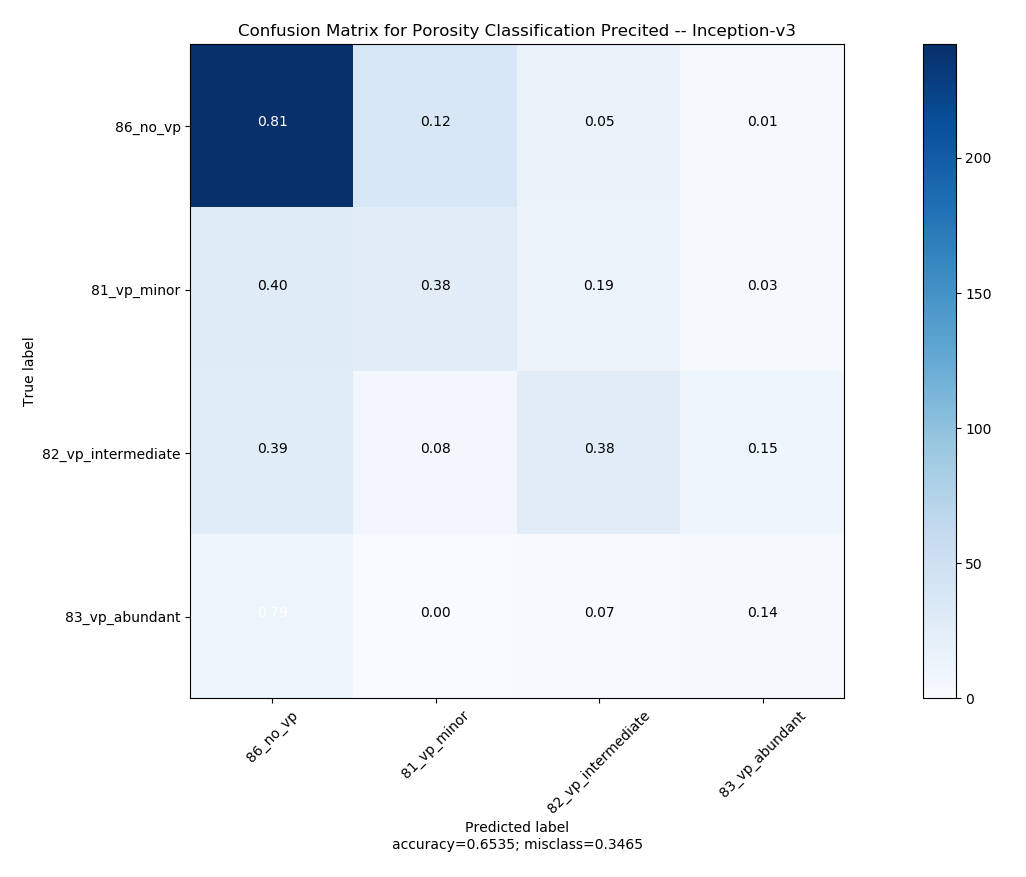 Confusion Matrix for Porosity Classification Precited -- Inception-v3
86_no_vp 0.81 0.12 0.05 0.01
81_vp_minor 0.40 0.38 0.19 0.03
82_vp_intermediate 0.39 0.08 0.38 0.15
83_vp_abundant 0.79 0.00 0.07 0.14
True label
86_no_vp 81_vp_minor 82_vp_intermediate 83_vp_abundant
Predicted label
accuracy=0.6535; misclass=0.3465
200
150
100
50
0